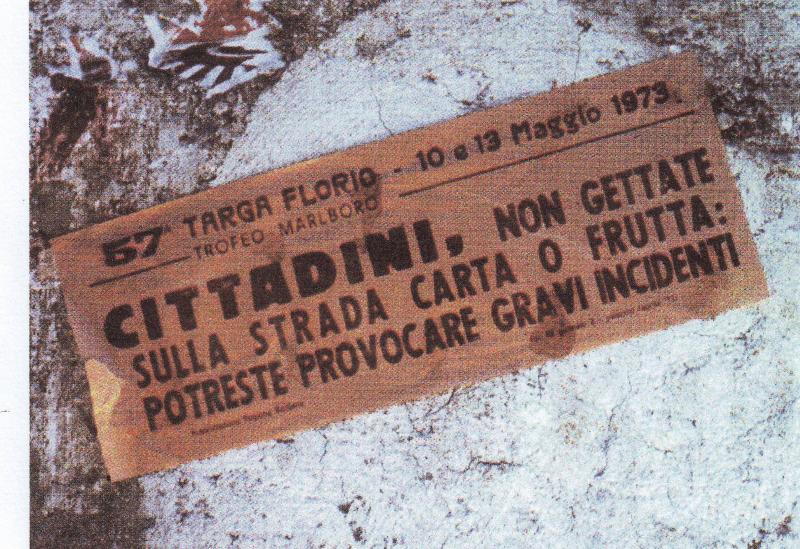 57ª TARGA FLORIO - 10 e 13 Maggio 1973
TROFEO MARLBORO
CITTADINI, NON GETTATE
SULLA STRADA CARTA O FRUTTA:
POTRESTE PROVOCARE GRAVI INCIDENTI